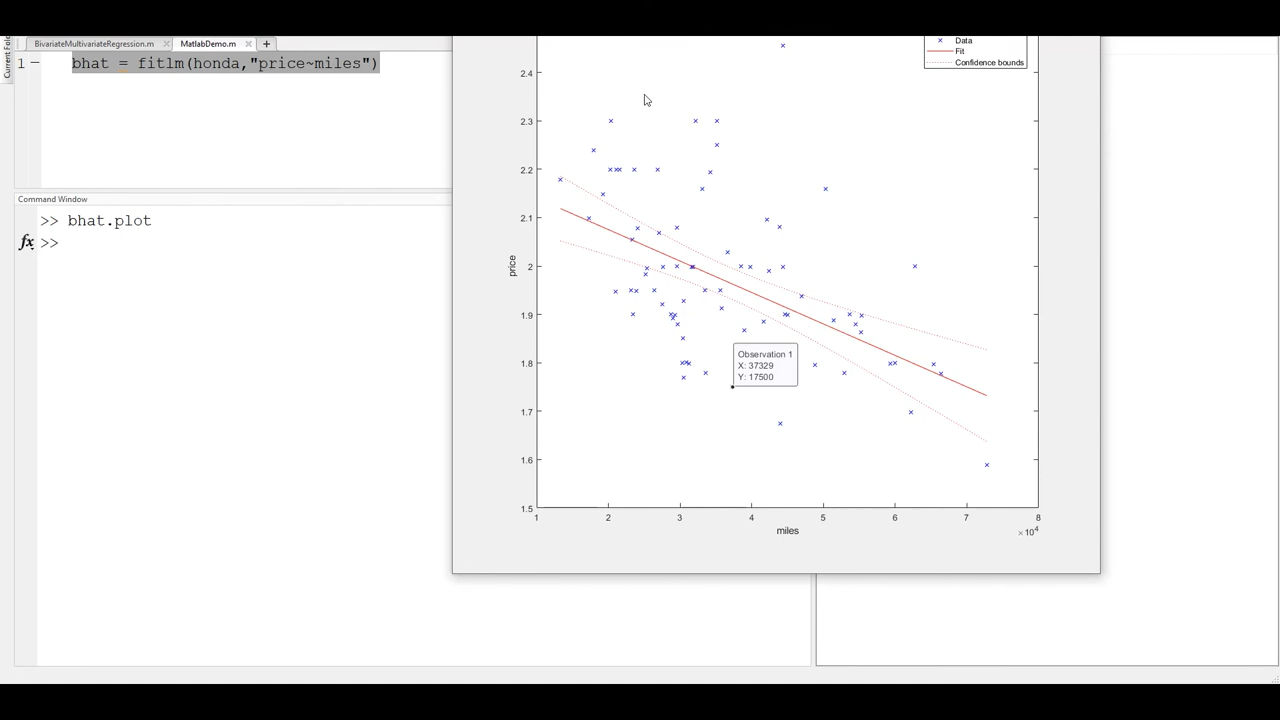 Current Fol
BivariateMultivariateRegression.m × MatlabDemo.m × +
1 bhat = fitlm(honda,"price~miles")
Command Window
>> bhat.plot
fx >>
Data
Fit
Confidence bounds
2.4
2.3
2.2
2.1
2
1.9
1.8
1.7
1.6
1.5
price
Observation 1
X: 37329
Y: 17500
1 2 3 4 5 6 7 8
miles
×10⁴